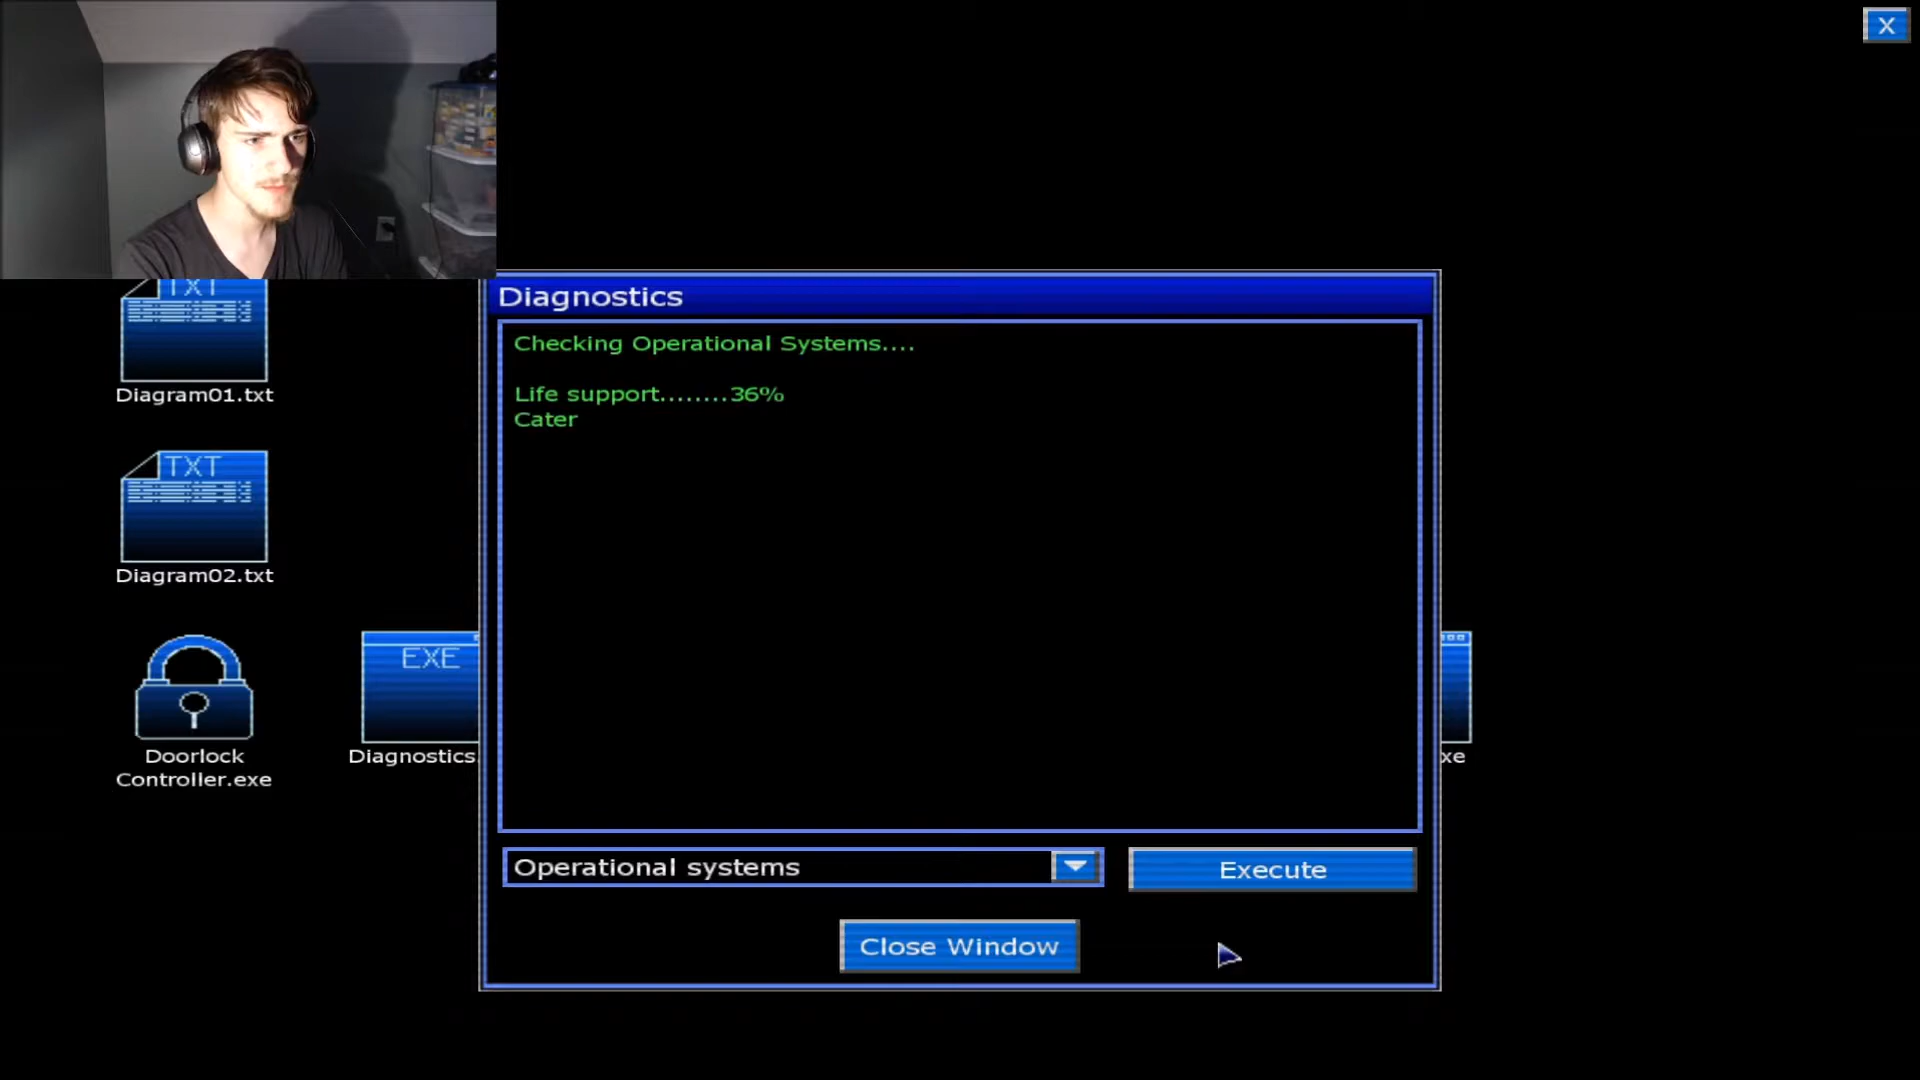 X
Diagnostics
Checking Operational Systems....
Life support........36%
Cater
TXT
Diagram01.txt
TXT
Diagram02.txt
EXE
Doorlock
Controller.exe
Diagnostics.
xe
Operational systems
Execute
Close Window